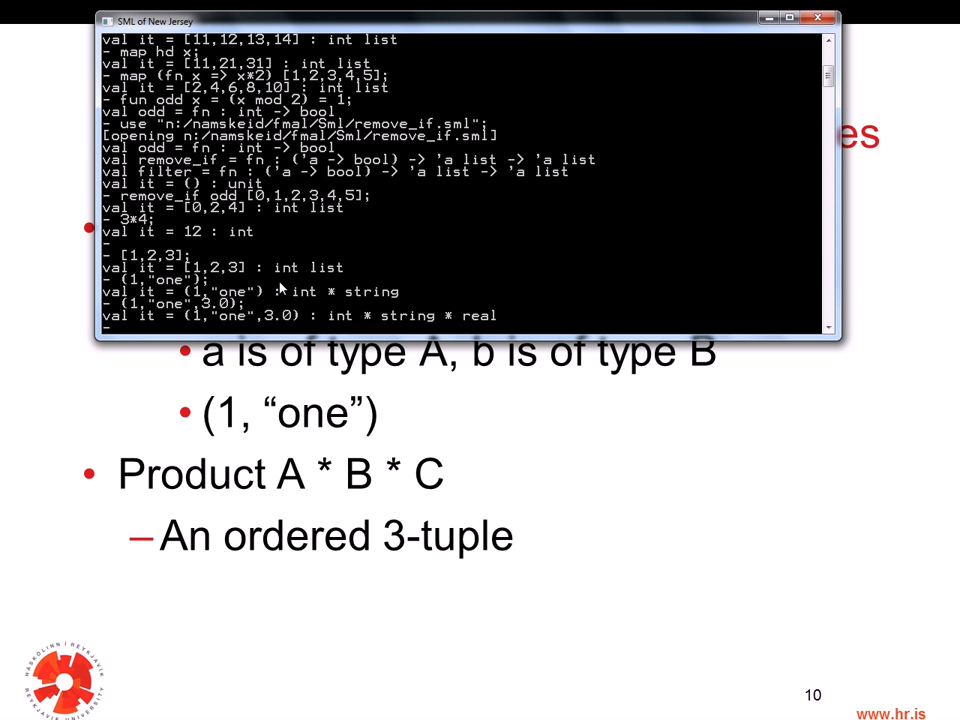 SML of New Jersey
val it = [11,12,13,14] : int list
- map hd x;
val it = [11,21,31] : int list
- map (fn x => x*2) [1,2,3,4,5];
val it = [2,4,6,8,10] : int list
- fun odd x = (x mod 2) = 1;
val odd = fn : int -> bool
- use "n:/namskeid/fmal/Sml/remove_if.sml";
[opening n:/namskeid/fmal/Sml/remove_if.sml]
val odd = fn : int -> bool
val remove_if = fn : ('a -> bool) -> 'a list -> 'a list
val filter = fn : ('a -> bool) -> 'a list -> 'a list
val it = () : unit
- remove_if odd [0,1,2,3,4,5];
val it = [0,2,4] : int list
- 3*4;
val it = 12 : int
-
- [1,2,3];
val it = [1,2,3] : int list
- (1,"one");
val it = (1,"one") : int * string
- (1,"one",3.0);
val it = (1,"one",3.0) : int * string * real
-
es
• a is of type A, b is of type B
• (1, “one”)
• Product A * B * C
– An ordered 3-tuple
HÁSKÓLINN Í REYKJAVÍK
REYKJAVIK UNIVERSITY
10
www.hr.is